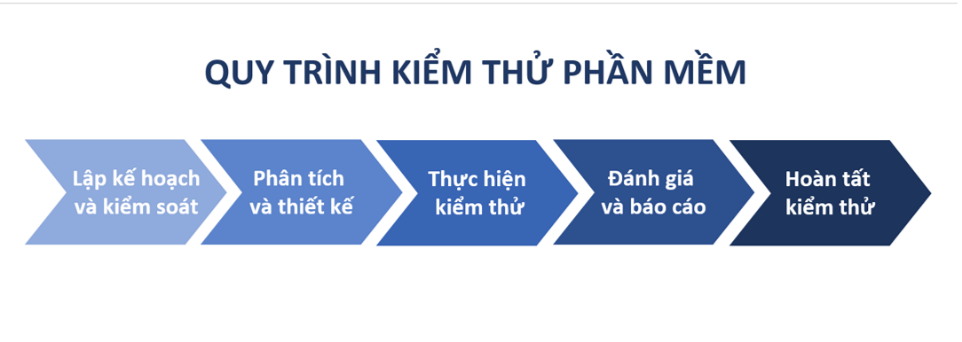 QUY TRÌNH KIỂM THỬ PHẦN MỀM
Lập kế hoạch
và kiểm soát
Phân tích
và thiết kế
Thực hiện
kiểm thử
Đánh giá
và báo cáo
Hoàn tất
kiểm thử